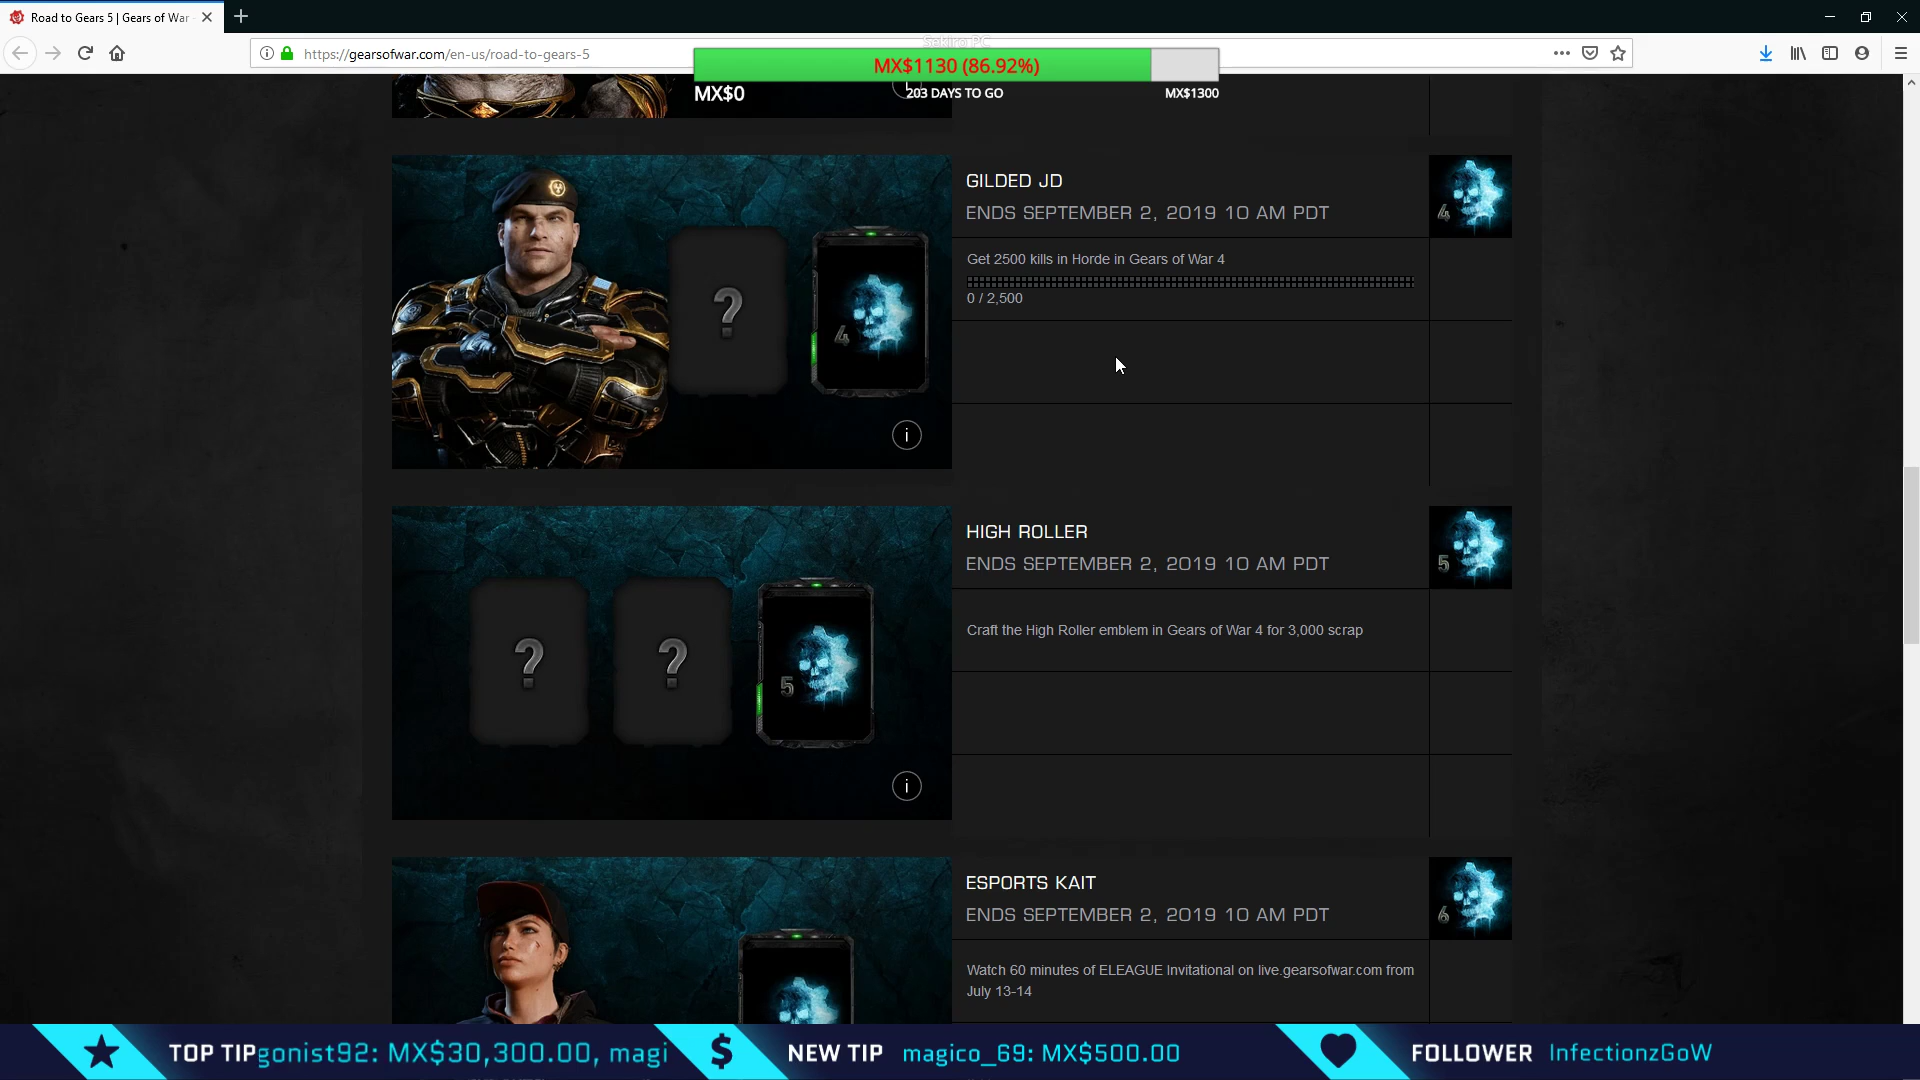 Road to Gears 5 | Gears of War
https://gearsofwar.com/en-us/road-to-gears-5
Sekiro PC
MX$1130 (86.92%)
MX$0
203 DAYS TO GO
MX$1300
GILDED JD
ENDS SEPTEMBER 2, 2019 10 AM PDT
4
Get 2500 kills in Horde in Gears of War 4
0 / 2,500
?
4
i
HIGH ROLLER
ENDS SEPTEMBER 2, 2019 10 AM PDT
5
Craft the High Roller emblem in Gears of War 4 for 3,000 scrap
?
?
5
i
ESPORTS KAIT
ENDS SEPTEMBER 2, 2019 10 AM PDT
6
Watch 60 minutes of ELEAGUE Invitational on live.gearsofwar.com from
July 13-14
TOP TIP gonist92: MX$30,300.00, magi
$ NEW TIP magico_69: MX$500.00
FOLLOWER InfectionzGoW